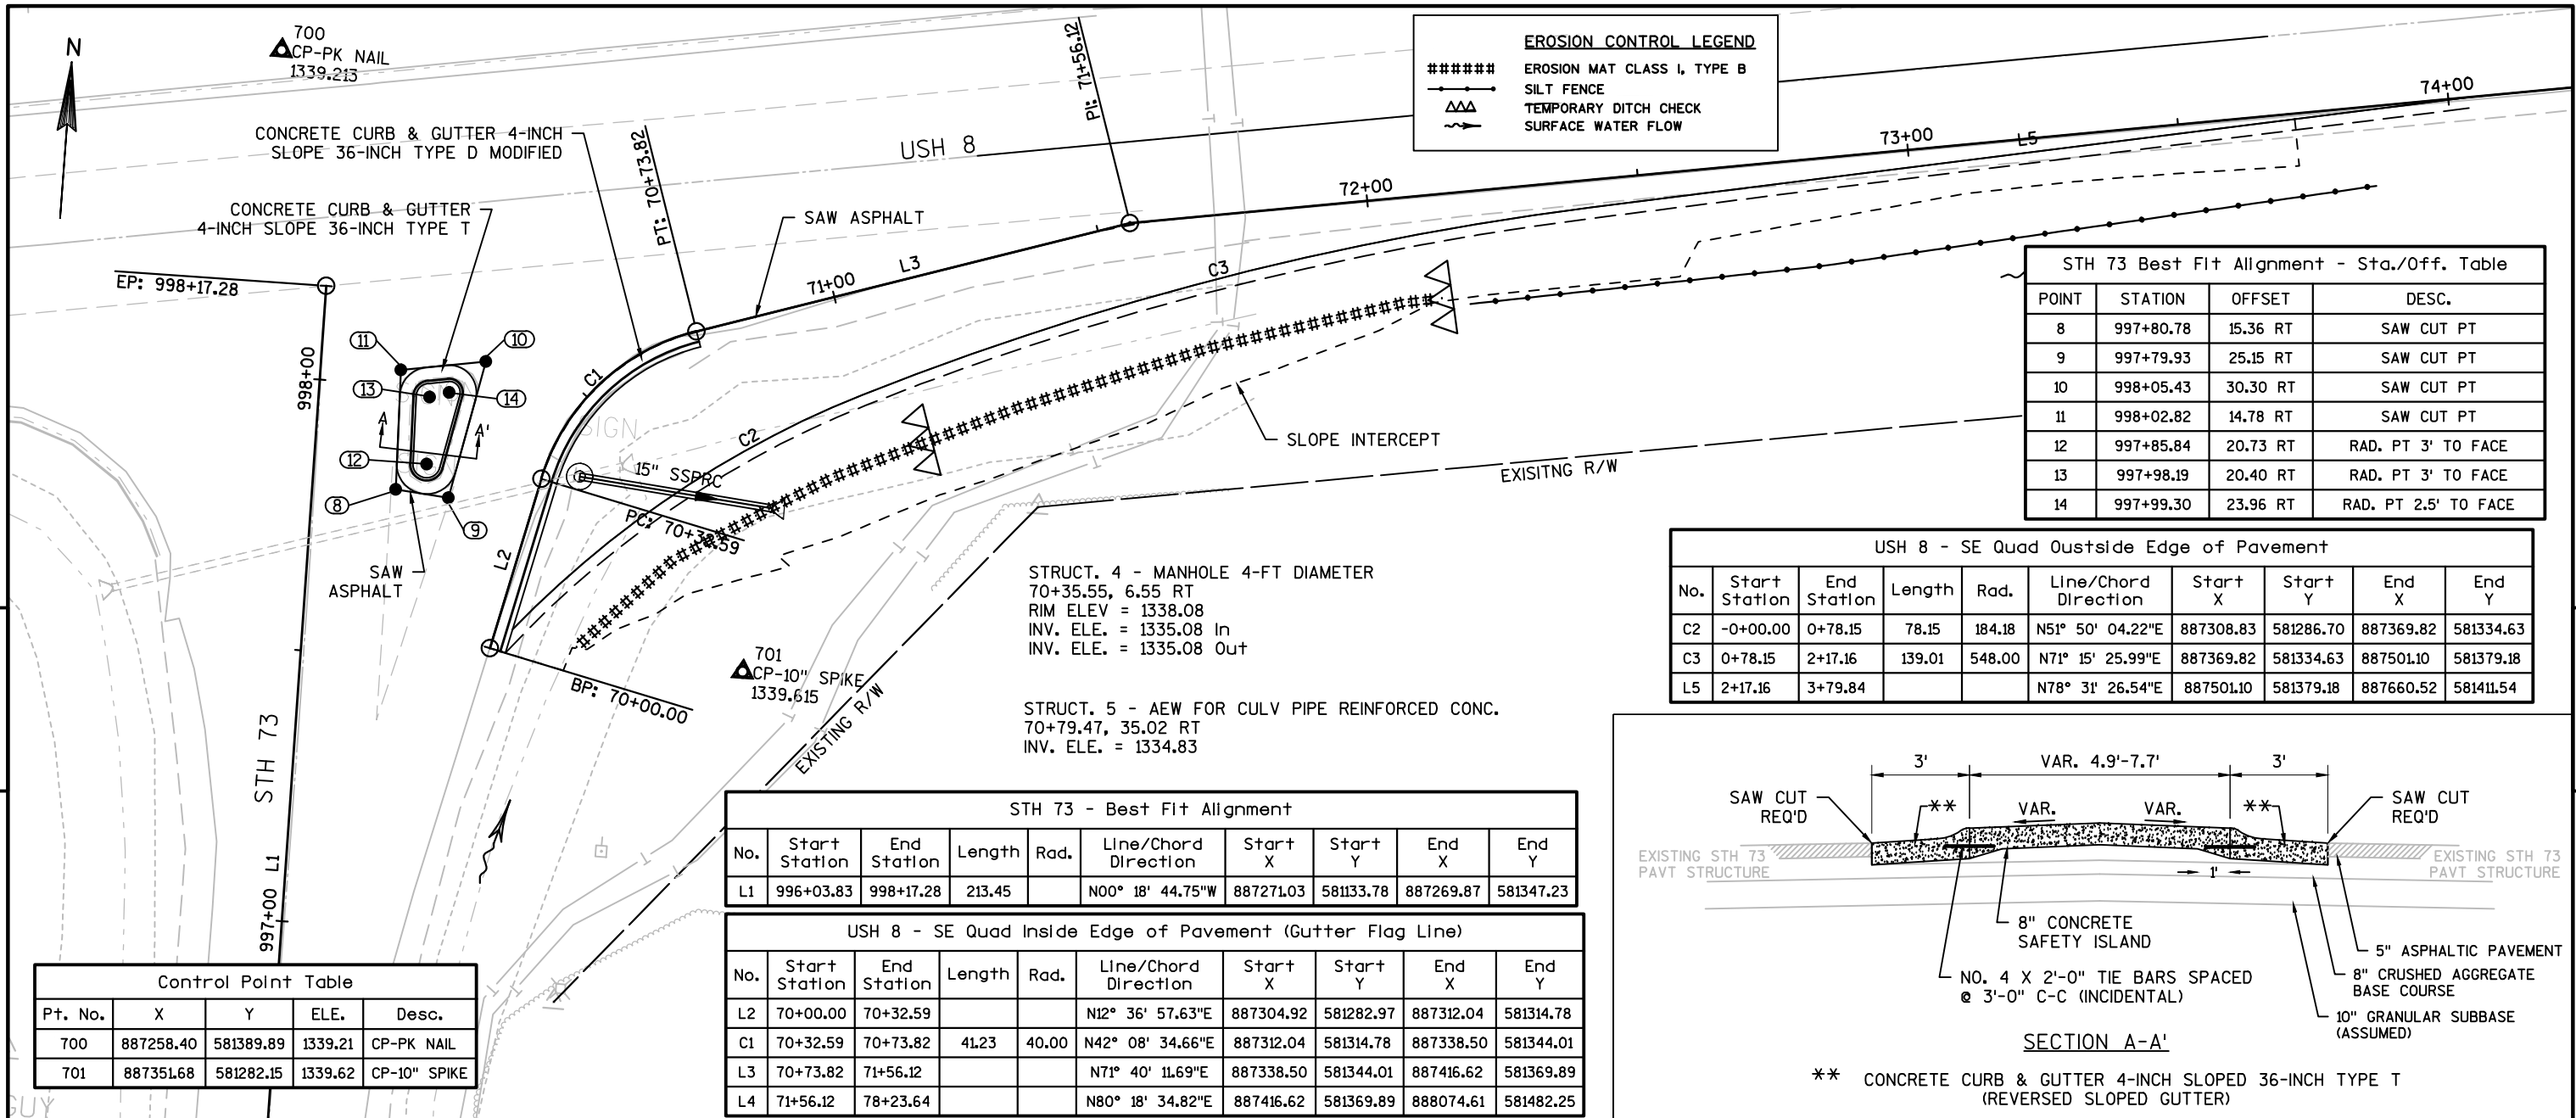 N
700
CP-PK NAIL
1339.213
CONCRETE CURB & GUTTER 4-INCH
SLOPE 36-INCH TYPE D MODIFIED
CONCRETE CURB & GUTTER
4-INCH SLOPE 36-INCH TYPE T
EP: 998+17.28
998+00
PT: 70+73.82
PI: 71+56.12
USH 8
SAW ASPHALT
71+00
L3
72+00
73+00
L5
74+00
EROSION CONTROL LEGEND
EROSION MAT CLASS I, TYPE B
SILT FENCE
TEMPORARY DITCH CHECK
SURFACE WATER FLOW
11
10
13
14
A
A'
12
8
9
C1
SIGN
C2
C3
15" SSPRC
PC: 70+32.59
L2
SAW
ASPHALT
SLOPE INTERCEPT
EXISITNG R/W
BP: 70+00.00
701
CP-10" SPIKE
1339.615
EXISTING R/W
STH 73
L1
997+00
GUY
STRUCT. 4 - MANHOLE 4-FT DIAMETER
70+35.55, 6.55 RT
RIM ELEV = 1338.08
INV. ELE. = 1335.08 In
INV. ELE. = 1335.08 Out
STRUCT. 5 - AEW FOR CULV PIPE REINFORCED CONC.
70+79.47, 35.02 RT
INV. ELE. = 1334.83
STH 73 Best Fit Alignment - Sta./Off. Table
POINT STATION OFFSET DESC.
8 997+80.78 15.36 RT SAW CUT PT
9 997+79.93 25.15 RT SAW CUT PT
10 998+05.43 30.30 RT SAW CUT PT
11 998+02.82 14.78 RT SAW CUT PT
12 997+85.84 20.73 RT RAD. PT 3' TO FACE
13 997+98.19 20.40 RT RAD. PT 3' TO FACE
14 997+99.30 23.96 RT RAD. PT 2.5' TO FACE
USH 8 - SE Quad Oustside Edge of Pavement
No. Start Station End Station Length Rad. Line/Chord Direction Start X Start Y End X End Y
C2 -0+00.00 0+78.15 78.15 184.18 N51° 50' 04.22"E 887308.83 581286.70 887369.82 581334.63
C3 0+78.15 2+17.16 139.01 548.00 N71° 15' 25.99"E 887369.82 581334.63 887501.10 581379.18
L5 2+17.16 3+79.84 N78° 31' 26.54"E 887501.10 581379.18 887660.52 581411.54
STH 73 - Best Fit Alignment
No. Start Station End Station Length Rad. Line/Chord Direction Start X Start Y End X End Y
L1 996+03.83 998+17.28 213.45 N00° 18' 44.75"W 887271.03 581133.78 887269.87 581347.23
USH 8 - SE Quad Inside Edge of Pavement (Gutter Flag Line)
No. Start Station End Station Length Rad. Line/Chord Direction Start X Start Y End X End Y
L2 70+00.00 70+32.59 N12° 36' 57.63"E 887304.92 581282.97 887312.04 581314.78
C1 70+32.59 70+73.82 41.23 40.00 N42° 08' 34.66"E 887312.04 581314.78 887338.50 581344.01
L3 70+73.82 71+56.12 N71° 40' 11.69"E 887338.50 581344.01 887416.62 581369.89
L4 71+56.12 78+23.64 N80° 18' 34.82"E 887416.62 581369.89 888074.61 581482.25
Control Point Table
Pt. No. X Y ELE. Desc.
700 887258.40 581389.89 1339.21 CP-PK NAIL
701 887351.68 581282.15 1339.62 CP-10" SPIKE
3' VAR. 4.9'-7.7' 3'
SAW CUT
REQ'D
**
VAR.
VAR.
**
SAW CUT
REQ'D
EXISTING STH 73
PAVT STRUCTURE
EXISTING STH 73
PAVT STRUCTURE
1'
8" CONCRETE
SAFETY ISLAND
NO. 4 X 2'-0" TIE BARS SPACED
@ 3'-0" C-C (INCIDENTAL)
5" ASPHALTIC PAVEMENT
8" CRUSHED AGGREGATE
BASE COURSE
10" GRANULAR SUBBASE
(ASSUMED)
SECTION A-A'
** CONCRETE CURB & GUTTER 4-INCH SLOPED 36-INCH TYPE T
(REVERSED SLOPED GUTTER)